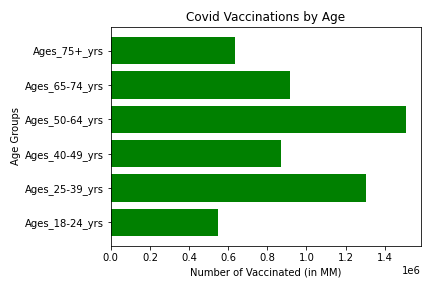 Covid Vaccinations by Age
Ages_75+_yrs
Ages_65-74_yrs
Ages_50-64_yrs
Ages_40-49_yrs
Ages_25-39_yrs
Ages_18-24_yrs
Age Groups
0.0 0.2 0.4 0.6 0.8 1.0 1.2 1.4
1e6
Number of Vaccinated (in MM)